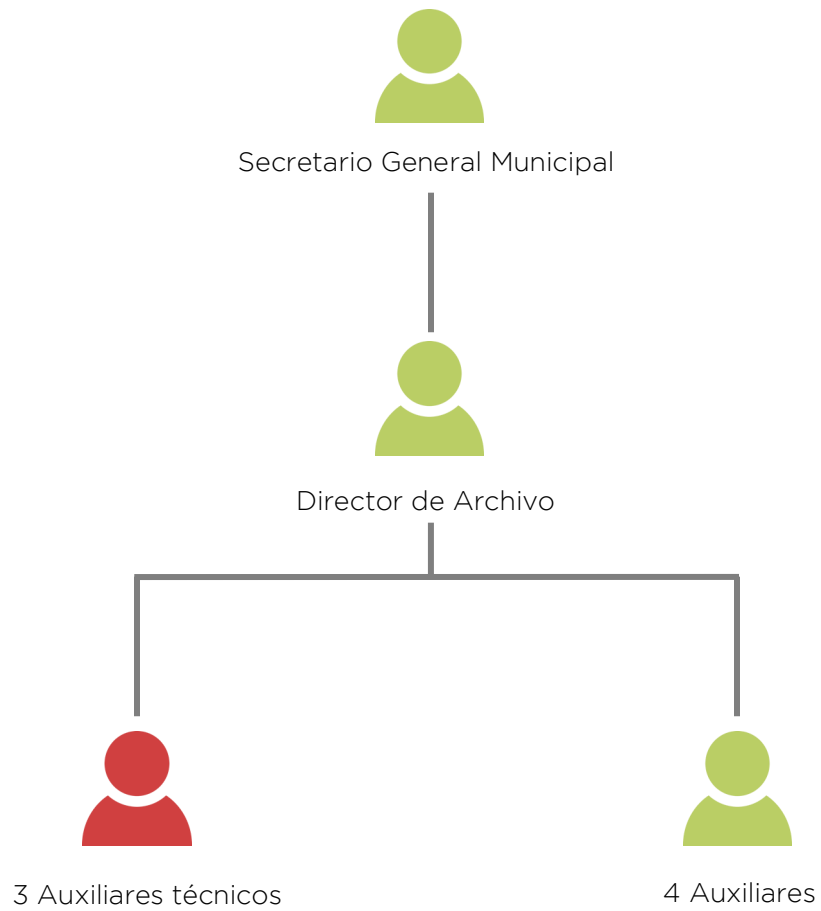 Secretario General Municipal
Director de Archivo
3 Auxiliares técnicos
4 Auxiliares